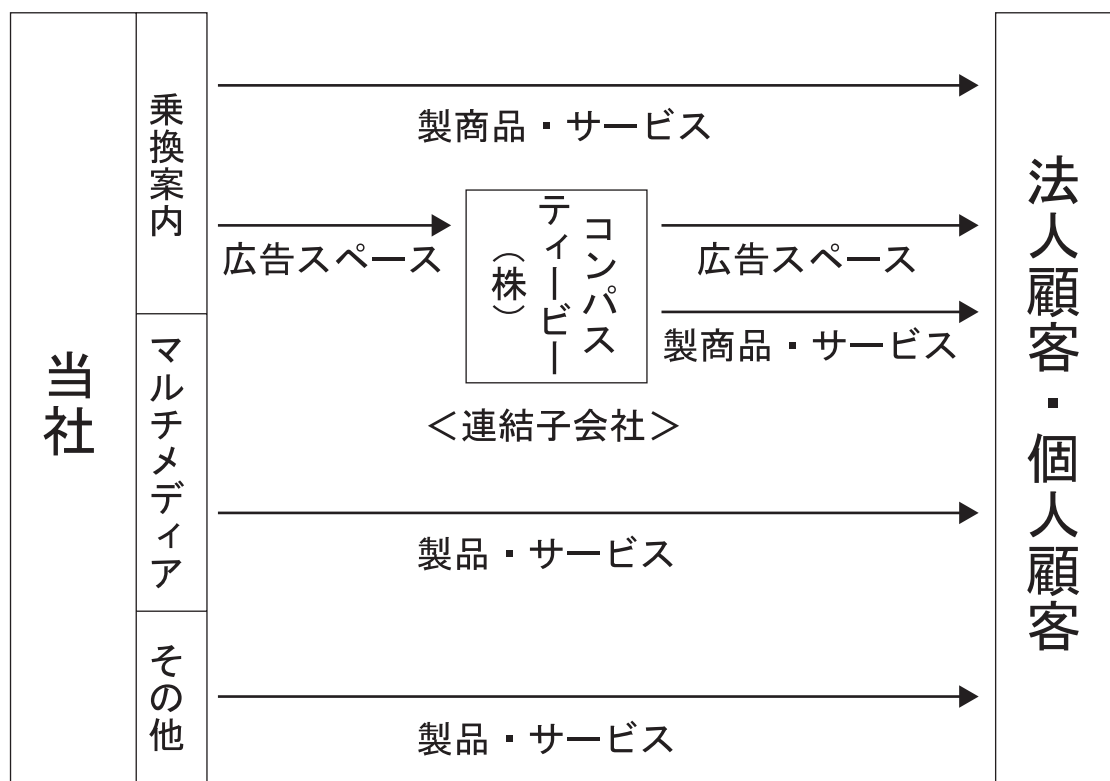 当社
乗換案内
製商品・サービス
広告スペース
コンパス
ティービー
（株）
＜連結子会社＞
広告スペース
製商品・サービス
マルチメディア
製品・サービス
その他
製品・サービス
法人顧客・個人顧客